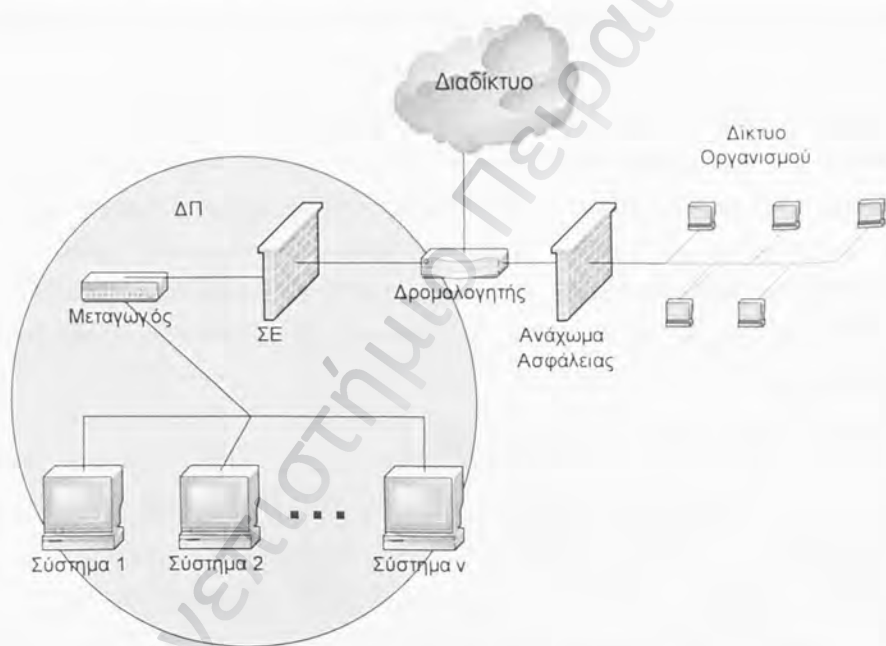 Διαδίκτυο
Δίκτυο
Οργανισμού
ΔΠ
Δρομολογητής
Μεταγωγός
ΣΕ
Ανάχωμα
Ασφάλειας
Σύστημα 1
Σύστημα 2
Σύστημα ν